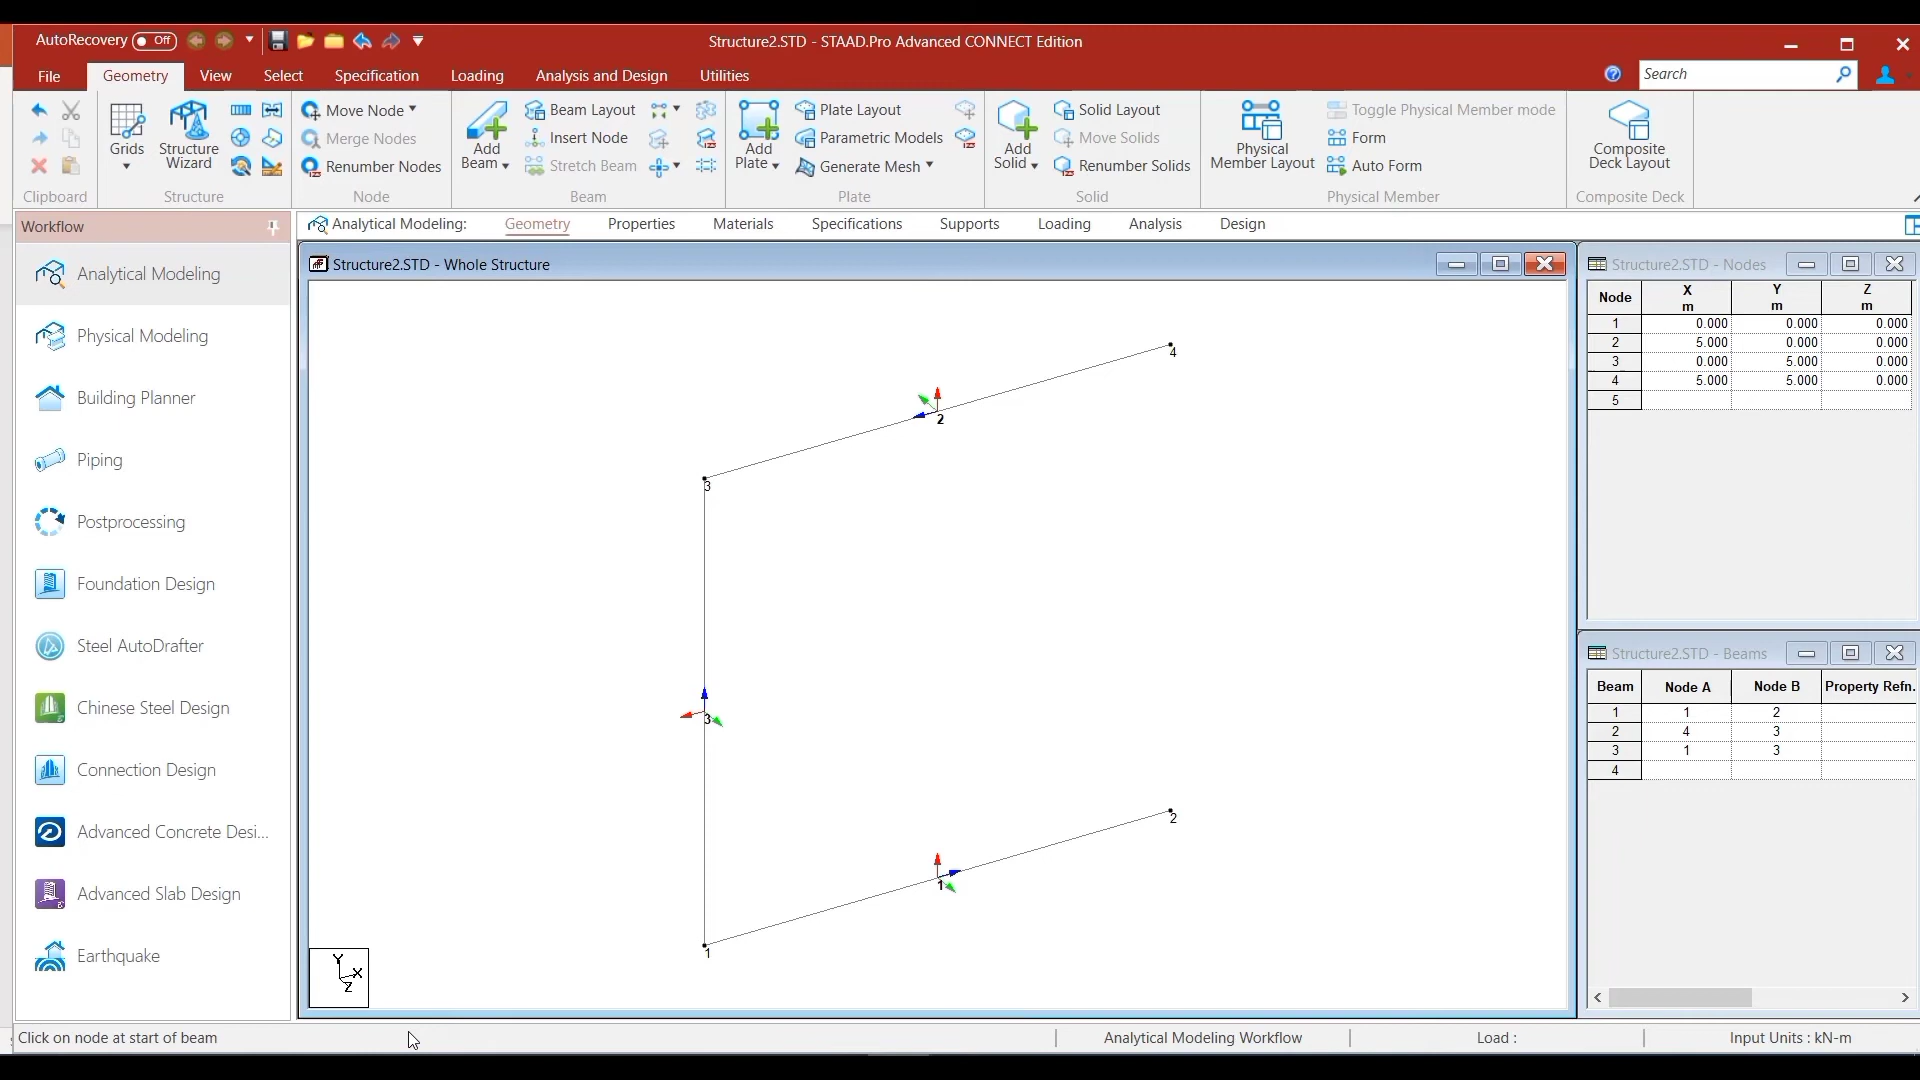 AutoRecovery Off
Structure2.STD - STAAD.Pro Advanced CONNECT Edition
File Geometry View Select Specification Loading Analysis and Design Utilities
Search
Grids
Structure Wizard
Move Node
Merge Nodes
Renumber Nodes
Add Beam
Beam Layout
Insert Node
Stretch Beam
Add Plate
Plate Layout
Parametric Models
Generate Mesh
Add Solid
Solid Layout
Move Solids
Renumber Solids
Physical Member Layout
Toggle Physical Member mode
Form
Auto Form
Composite Deck Layout
Clipboard Structure Node Beam Plate Solid Physical Member Composite Deck
Workflow
Analytical Modeling
Physical Modeling
Building Planner
Piping
Postprocessing
Foundation Design
Steel AutoDrafter
Chinese Steel Design
Connection Design
Advanced Concrete Desi...
Advanced Slab Design
Earthquake
Analytical Modeling: Geometry Properties Materials Specifications Supports Loading Analysis Design
Structure2.STD - Whole Structure
4
2
3
3
2
1
1
Y
X
Z
Structure2.STD - Nodes
Node X m Y m Z m
1 0.000 0.000 0.000
2 5.000 0.000 0.000
3 0.000 5.000 0.000
4 5.000 5.000 0.000
5
Structure2.STD - Beams
Beam Node A Node B Property Refn.
1 1 2
2 4 3
3 1 3
4
Click on node at start of beam
Analytical Modeling Workflow
Load :
Input Units : kN-m